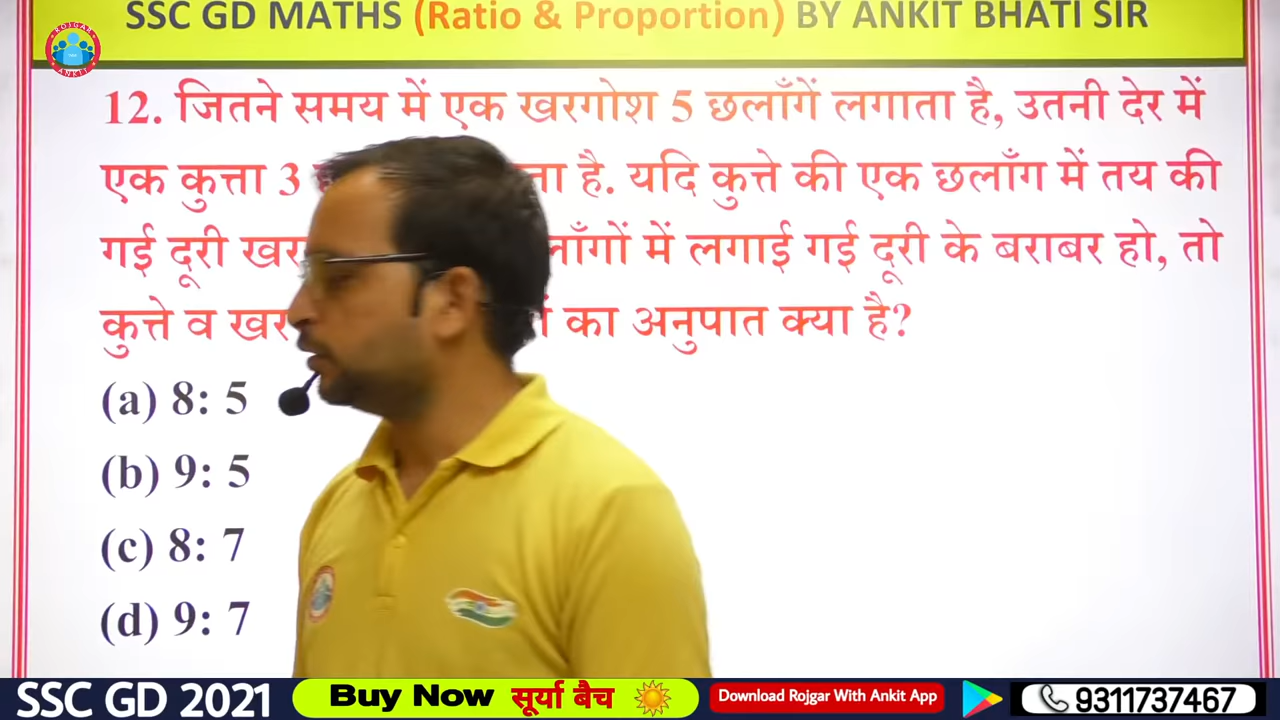 SSC GD MATHS (Ratio & Proportion) BY ANKIT BHATI SIR
12. जितने समय में एक खरगोश 5 छलाँगें लगाता है, उतनी देर में
एक कुत्ता 3 है. यदि कुत्ते की एक छलाँग में तय की
गई दूरी में लगाई गई दूरी के बराबर हो, तो
कुत्ते व का अनुपात क्या है?
(a) 8: 5
(b) 9: 5
(c) 8: 7
(d) 9: 7
SSC GD 2021 Buy Now सूर्या बैच Download Rojgar With Ankit App 9311737467